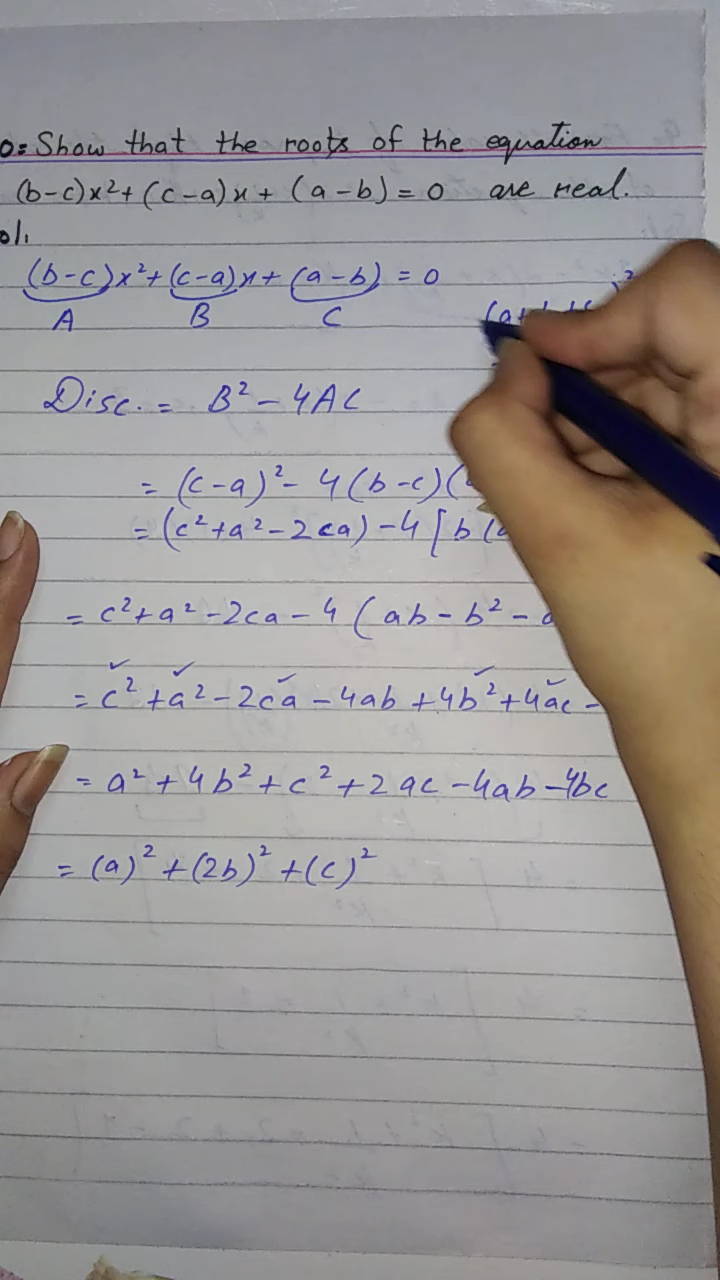 0: Show that the roots of the equation
(b-c)x²+(c-a)x+(a-b)=0 are real.
ol.
(b-c)x²+(c-a)x+(a-b)=0
A B C
Disc. = B²-4AC
= (c-a)²-4(b-c)(
= (c²+a²-2ca)-4[b(
= c²+a²-2ca-4(ab-b²-
= c²+a²-2ca-4ab+4b²+4ac-
= a²+4b²+c²+2ac-4ab-4bc
= (a)²+(2b)²+(c)²